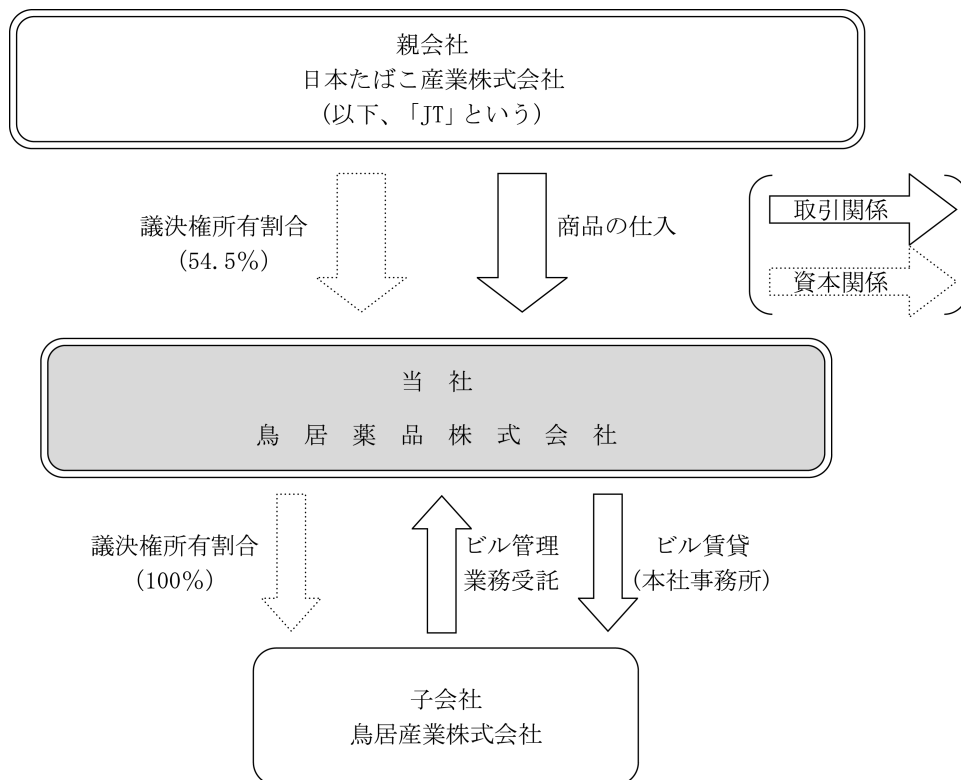 親会社
日本たばこ産業株式会社
(以下、「JT」という)
議決権所有割合
(54.5%)
商品の仕入
取引関係
資本関係
当 社
鳥 居 薬 品 株 式 会 社
議決権所有割合
(100%)
ビル管理
業務受託
ビル賃貸
(本社事務所)
子会社
鳥居産業株式会社